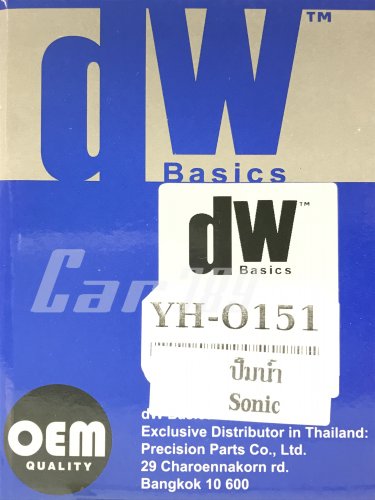 dW™
Basics
dW™
Basics
YH-O151
ปั๊มน้ำ
Sonic
OEM
QUALITY
dW
Exclusive Distributor in Thailand:
Precision Parts Co., Ltd.
29 Charoennakorn rd.
Bangkok 10 600